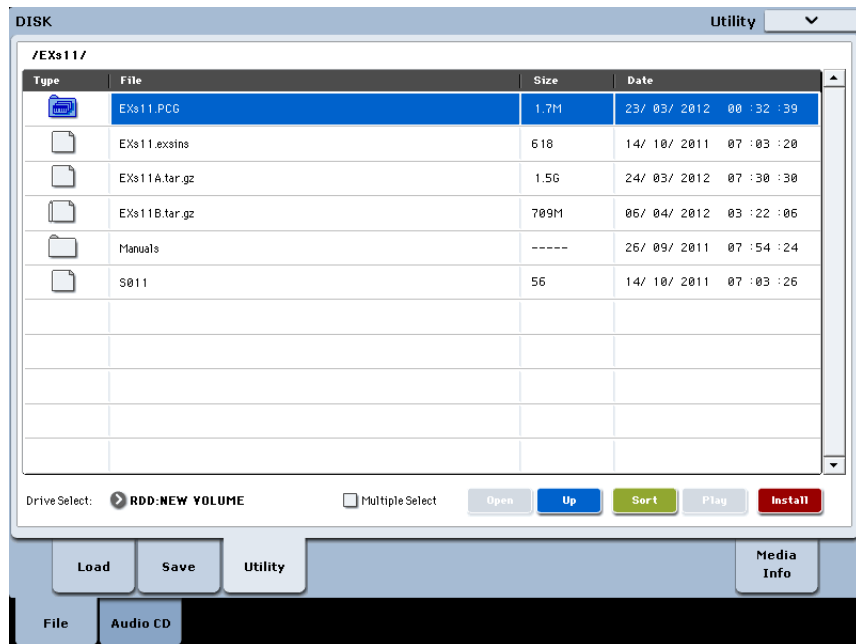 DISK Utility
/EXs11/
Type File Size Date
EXs11.PCG 1.7M 23/ 03/ 2012 00 :32 :39
EXs11.exsins 618 14/ 10/ 2011 07 :03 :20
EXs11A.tar.gz 1.5G 24/ 03/ 2012 07 :30 :30
EXs11B.tar.gz 709M 06/ 04/ 2012 03 :22 :06
Manuals ----- 26/ 09/ 2011 07 :54 :24
S011 56 14/ 10/ 2011 07 :03 :26
Drive Select: RDD:NEW VOLUME Multiple Select Open Up Sort Play Install
Load Save Utility Media
Info
File Audio CD